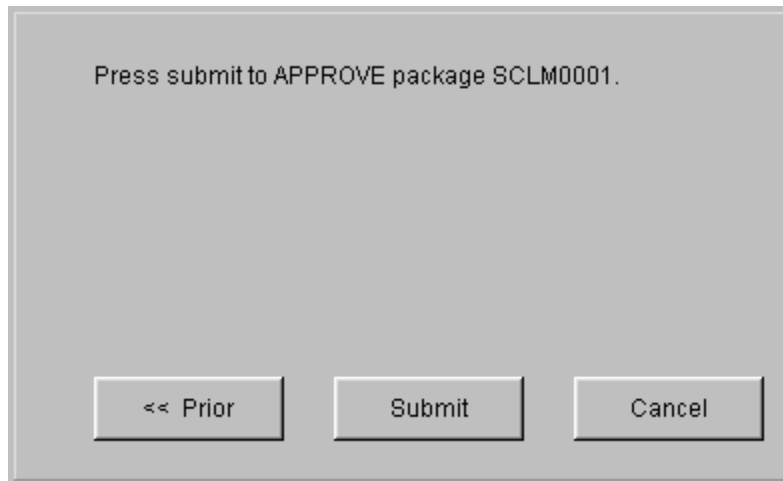 Press submit to APPROVE package SCLM0001.
<< Prior Submit Cancel